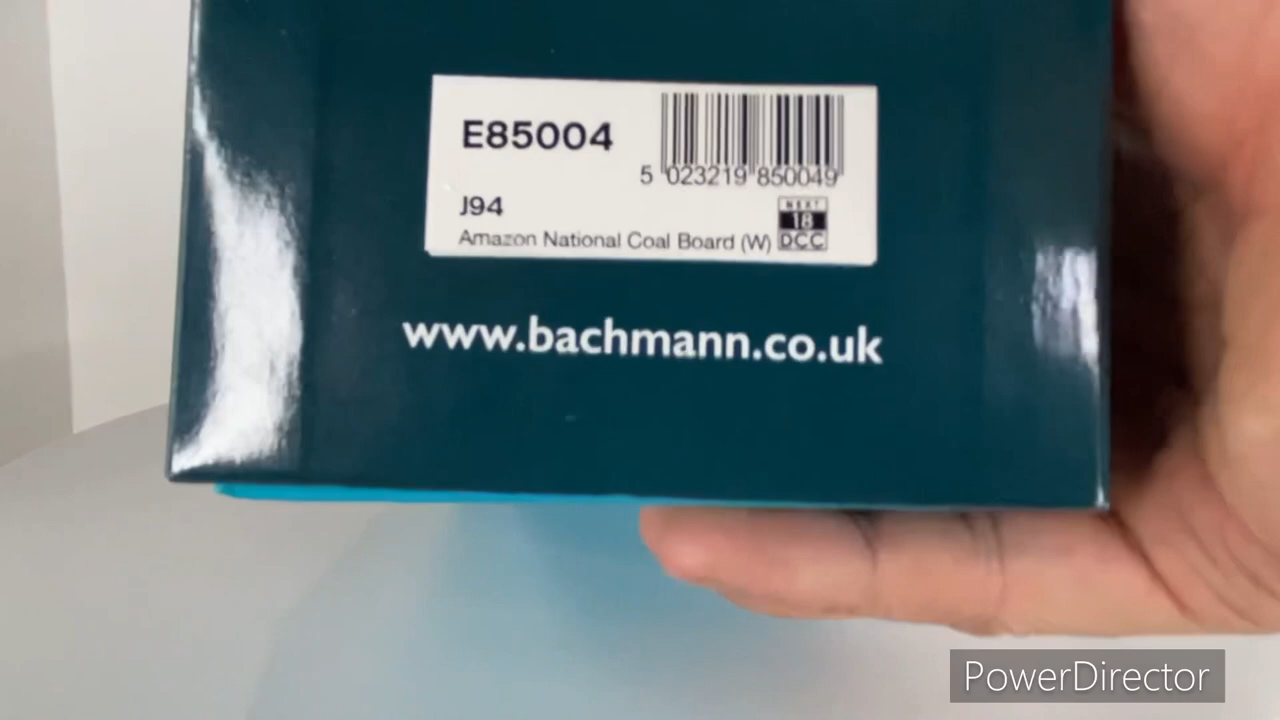 E85004
5 023219 850049
J94
NEXT
18
DCC
Amazon National Coal Board (W)
www.bachmann.co.uk
PowerDirector